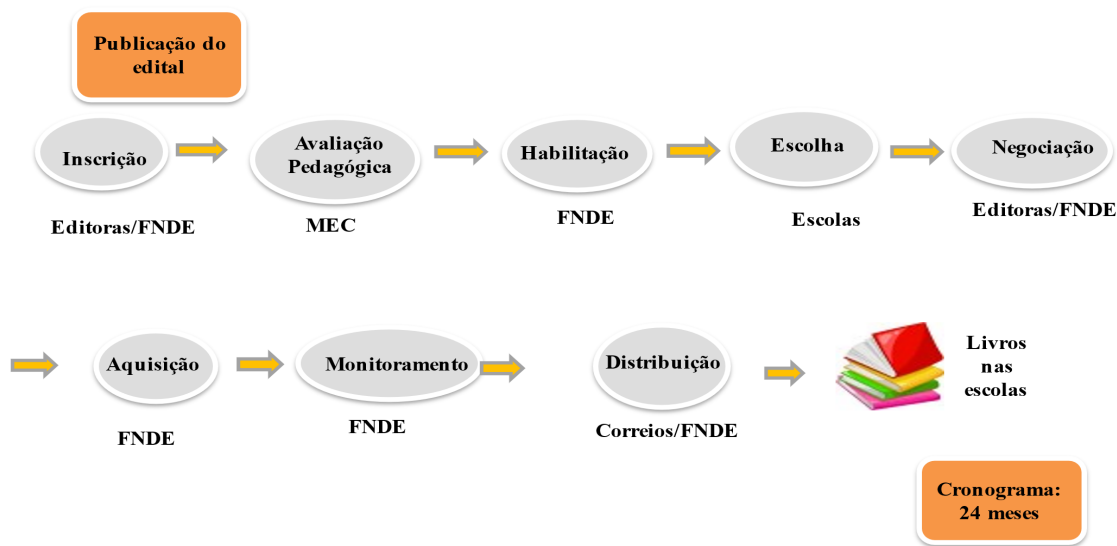 Publicação do
edital
Inscrição
Editoras/FNDE
Avaliação
Pedagógica
MEC
Habilitação
FNDE
Escolha
Escolas
Negociação
Editoras/FNDE
Aquisição
FNDE
Monitoramento
FNDE
Distribuição
Correios/FNDE
Livros
nas
escolas
Cronograma:
24 meses